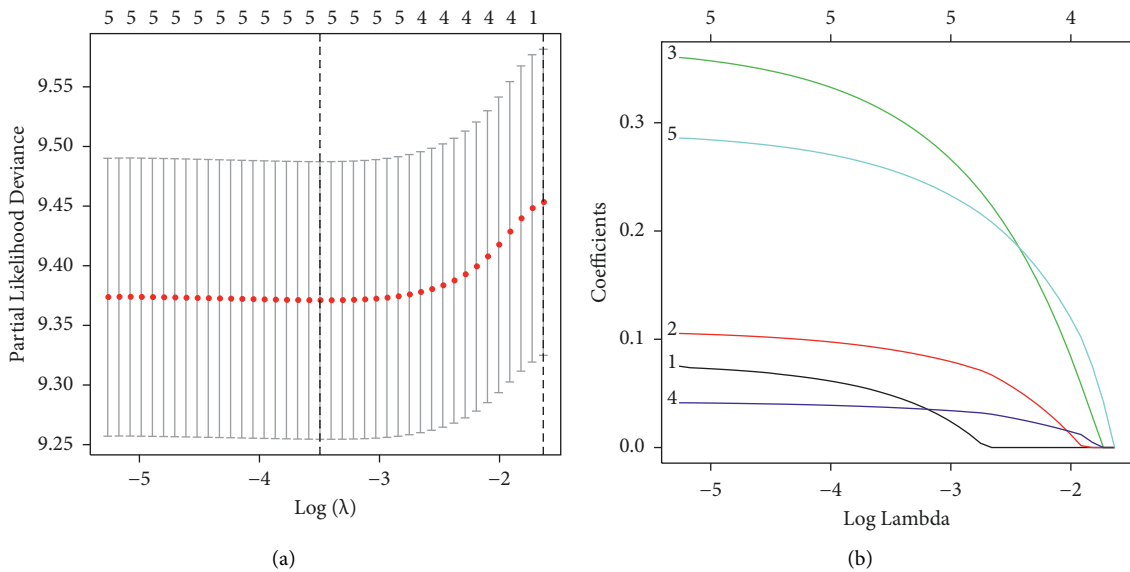 5 5 5 5 5 5 5 5 5 5 5 5 5 5 4 4 4 4 4 1
Partial Likelihood Deviance
9.55
9.50
9.45
9.40
9.35
9.30
9.25
−5 −4 −3 −2
Log (λ)
(a)
5 5 5 4
Coefficients
0.3
0.2
0.1
0.0
3
5
2
1
4
−5 −4 −3 −2
Log Lambda
(b)